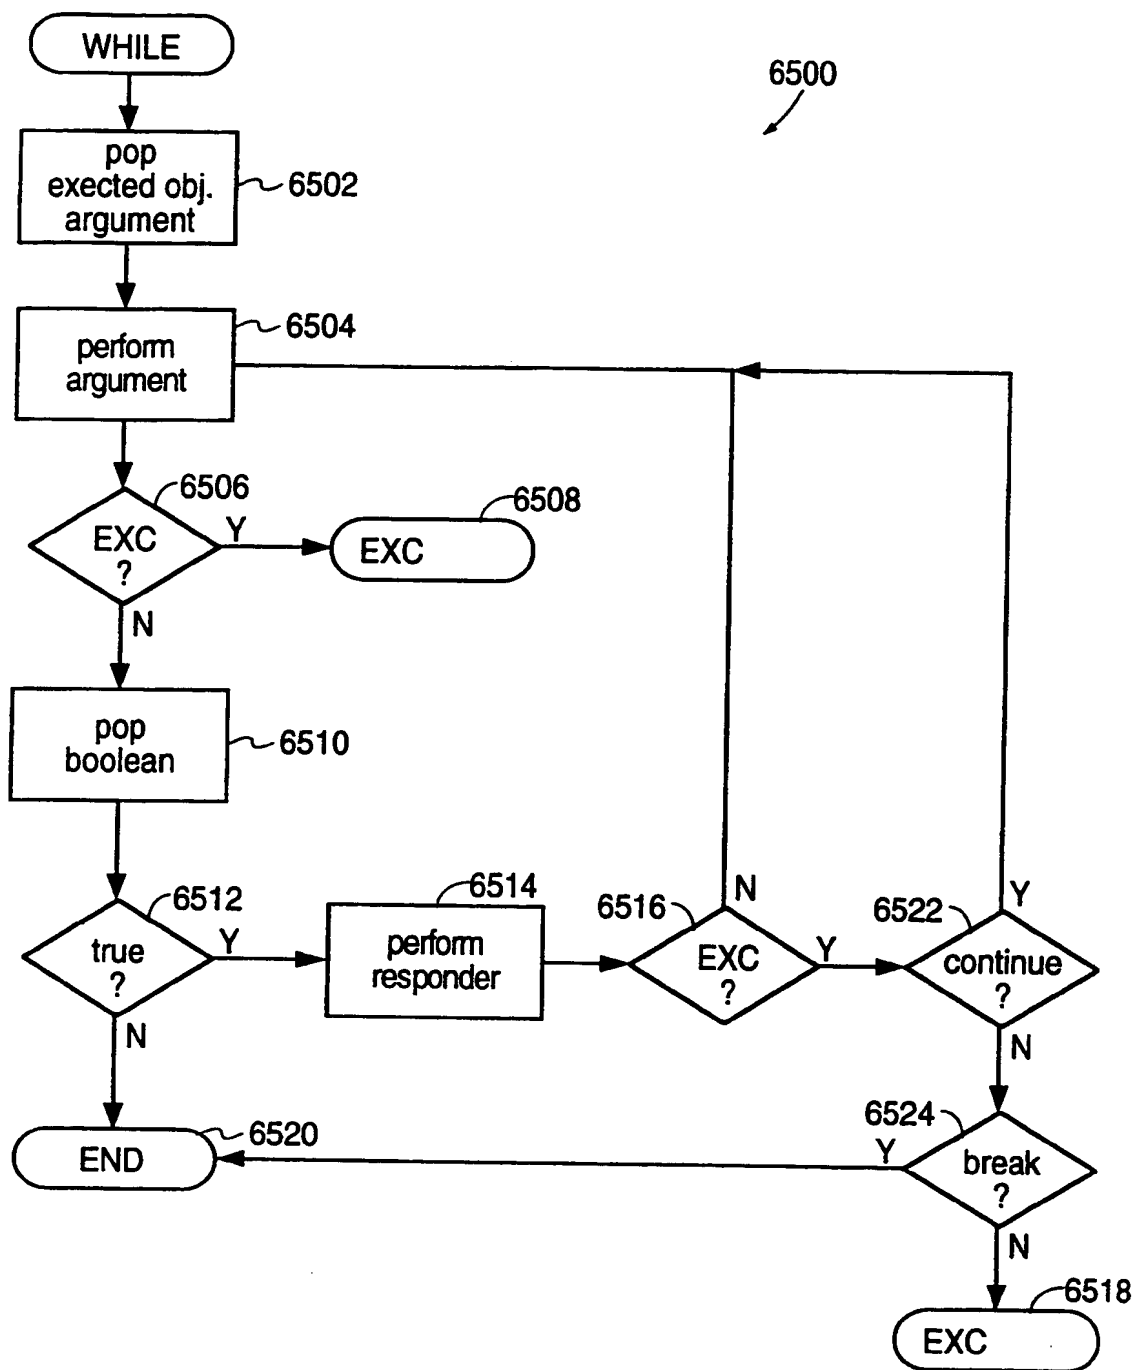 WHILE
6500
pop
exected obj.
argument
6502
perform
argument
6504
EXC
?
6506
Y
EXC
6508
N
pop
boolean
6510
true
?
6512
Y
N
perform
responder
6514
EXC
?
6516
N
Y
continue
?
6522
Y
N
END
6520
break
?
6524
Y
N
EXC
6518